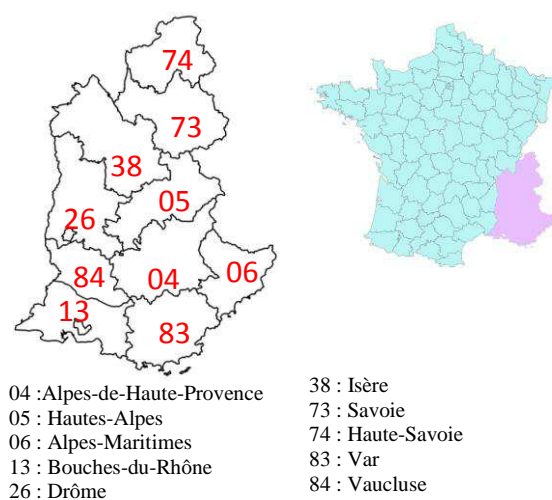 74
73
38
05
26
84
04
06
13
83
04 :Alpes-de-Haute-Provence
05 : Hautes-Alpes
06 : Alpes-Maritimes
13 : Bouches-du-Rhône
26 : Drôme
38 : Isère
73 : Savoie
74 : Haute-Savoie
83 : Var
84 : Vaucluse